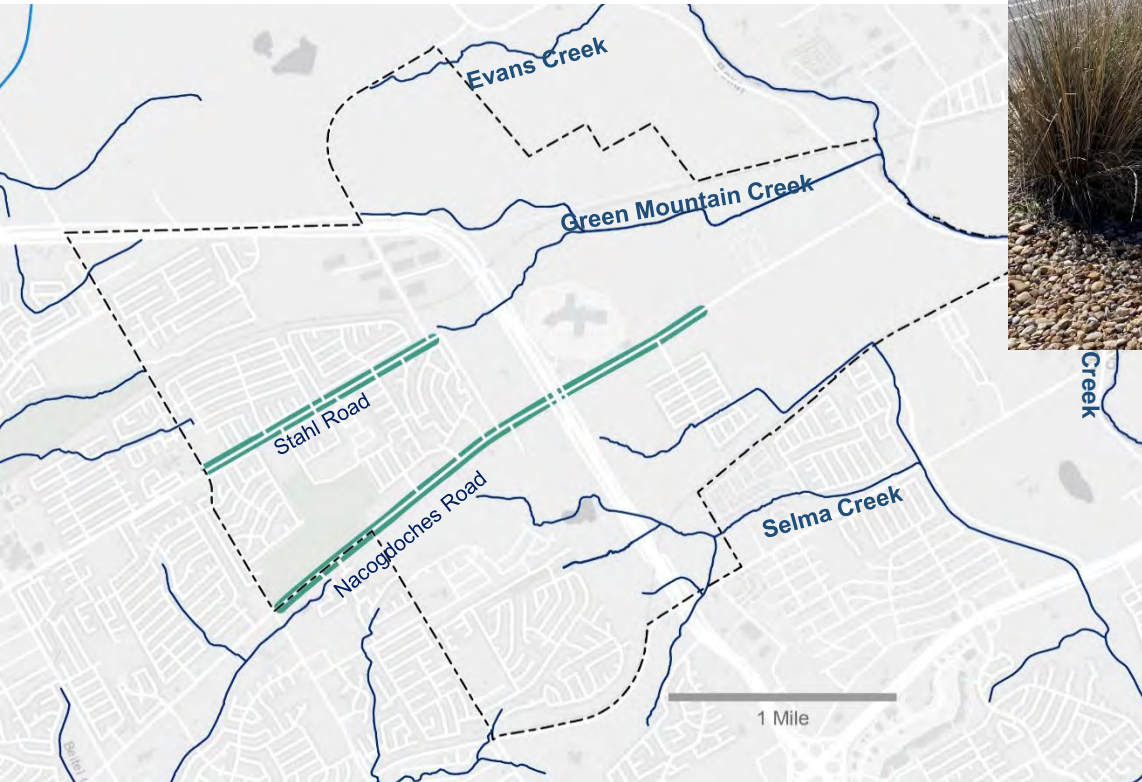 Evans Creek
Green Mountain Creek
Creek
Stahl Road
Nacogdoches Road
Selma Creek
1 Mile